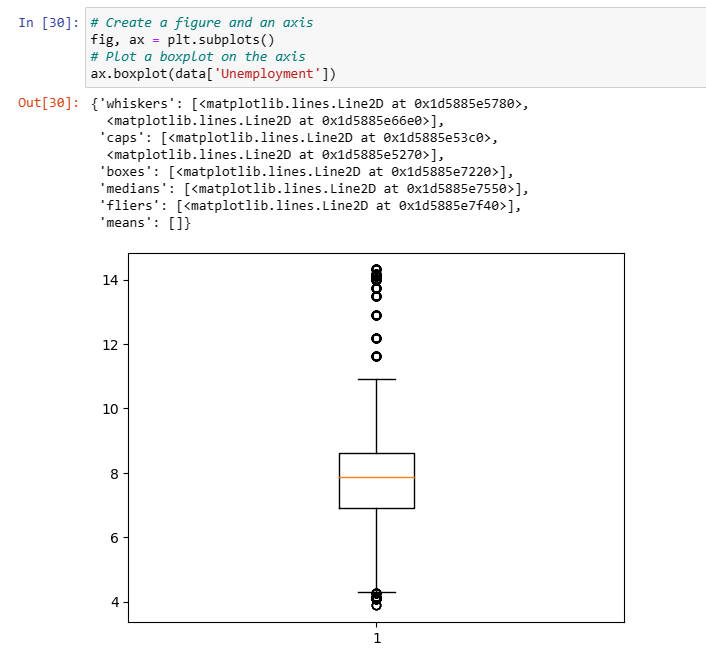 In [30]: # Create a figure and an axis
fig, ax = plt.subplots()
# Plot a boxplot on the axis
ax.boxplot(data['Unemployment'])
Out[30]: {'whiskers': [<matplotlib.lines.Line2D at 0x1d5885e5780>,
<matplotlib.lines.Line2D at 0x1d5885e66e0>],
'caps': [<matplotlib.lines.Line2D at 0x1d5885e53c0>,
<matplotlib.lines.Line2D at 0x1d5885e5270>],
'boxes': [<matplotlib.lines.Line2D at 0x1d5885e7220>],
'medians': [<matplotlib.lines.Line2D at 0x1d5885e7550>],
'fliers': [<matplotlib.lines.Line2D at 0x1d5885e7f40>],
'means': []}
14
12
10
8
6
4
1